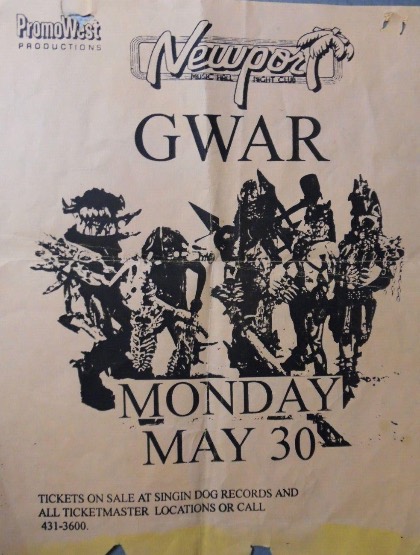 PromoWest
PRODUCTIONS
Newport
MUSIC HALL NIGHT CLUB
GWAR
MONDAY
MAY 30
TICKETS ON SALE AT SINGIN DOG RECORDS AND
ALL TICKETMASTER LOCATIONS OR CALL
431-3600.